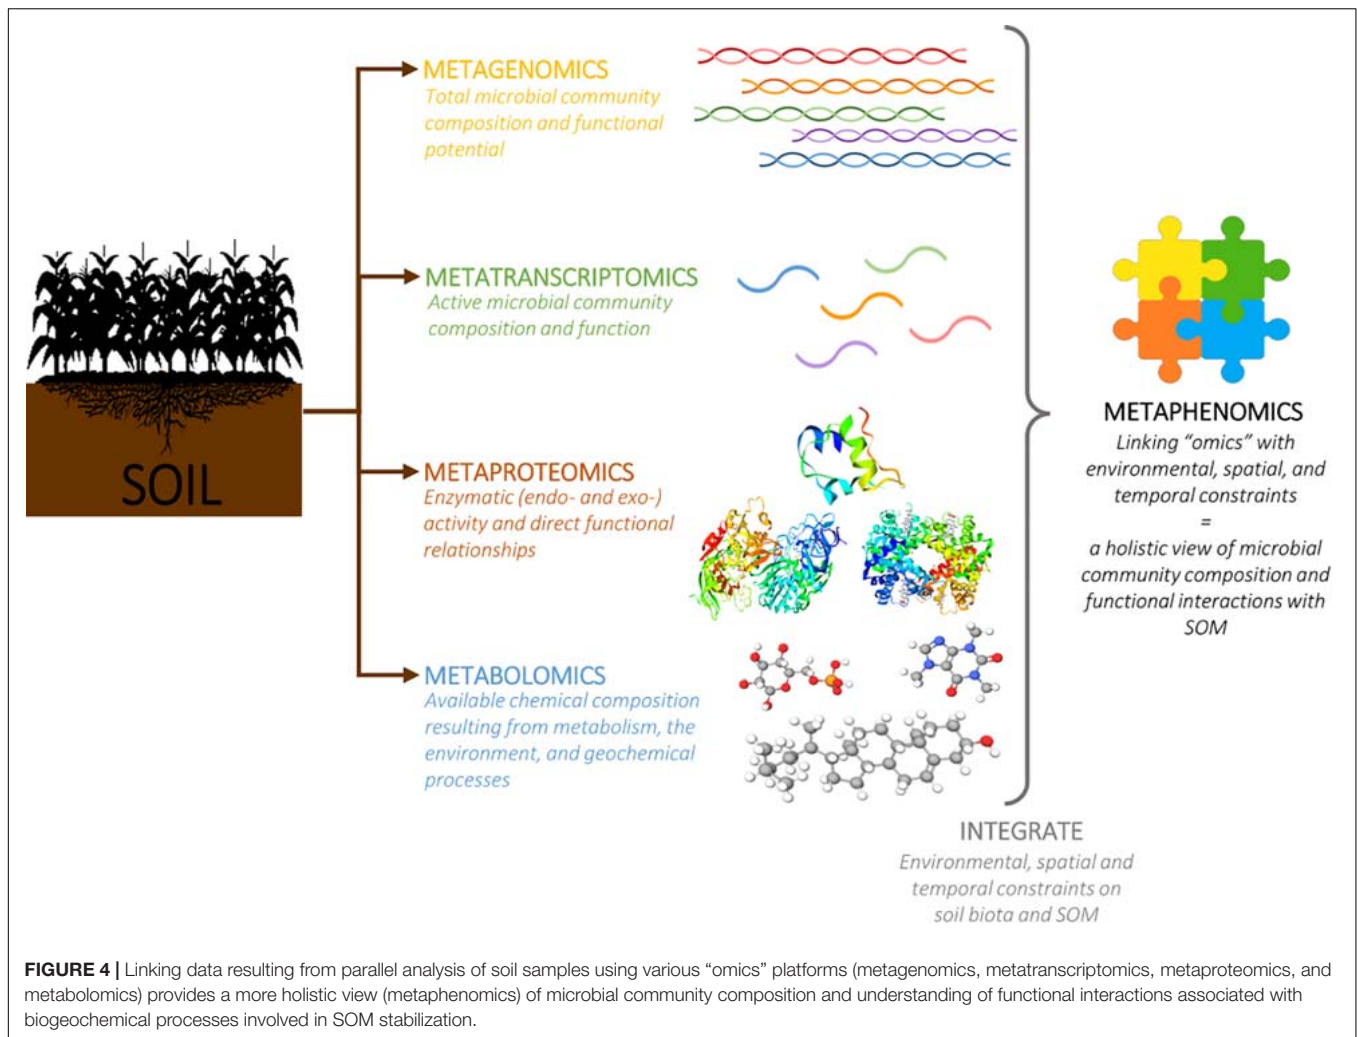 METAGENOMICS
Total microbial community
composition and functional
potential
METATRANSCRIPTOMICS
Active microbial community
composition and function
SOIL
METAPROTEOMICS
Enzymatic (endo- and exo-)
activity and direct functional
relationships
METABOLOMICS
Available chemical composition
resulting from metabolism, the
environment, and geochemical
processes
INTEGRATE
Environmental, spatial and
temporal constraints on
soil biota and SOM
METAPHENOMICS
Linking “omics” with
environmental, spatial, and
temporal constraints
=
a holistic view of microbial
community composition and
functional interactions with
SOM
FIGURE 4 | Linking data resulting from parallel analysis of soil samples using various “omics” platforms (metagenomics, metatranscriptomics, metaproteomics, and
metabolomics) provides a more holistic view (metaphenomics) of microbial community composition and understanding of functional interactions associated with
biogeochemical processes involved in SOM stabilization.